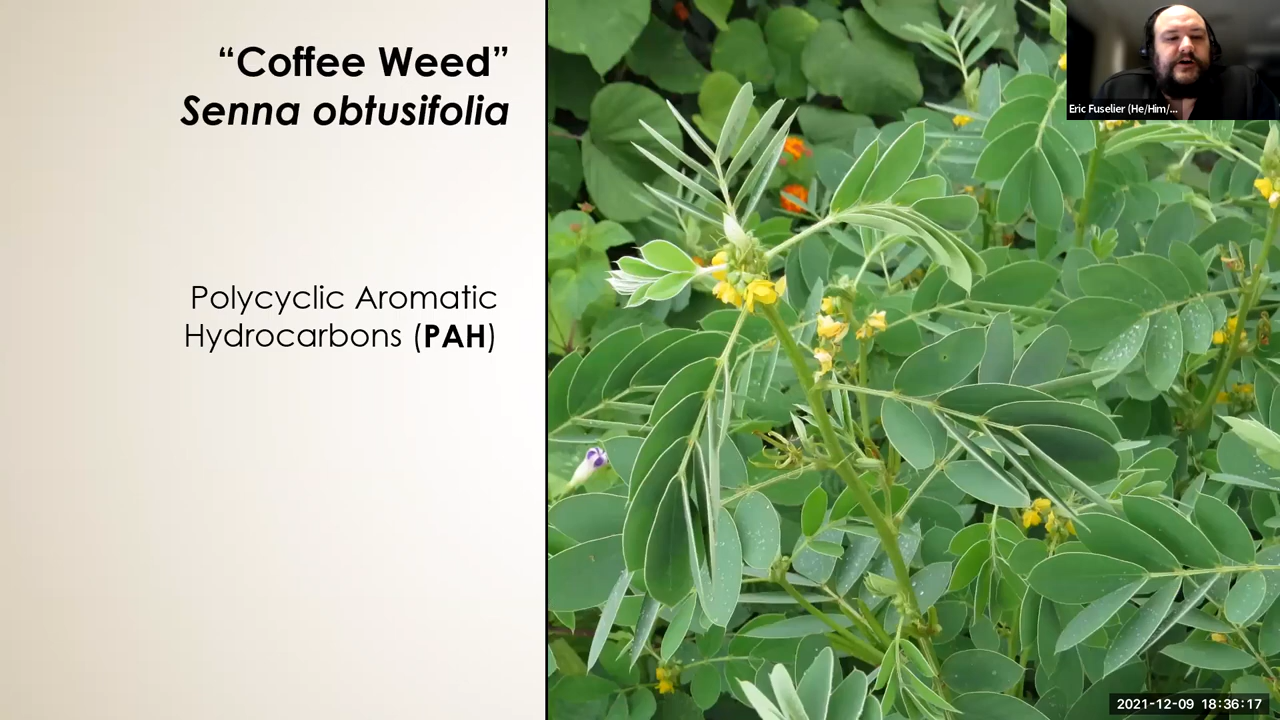 “Coffee Weed”
Senna obtusifolia
Polycyclic Aromatic
Hydrocarbons (PAH)
Eric Fuselier (He/Him/...
2021-12-09 18:36:17